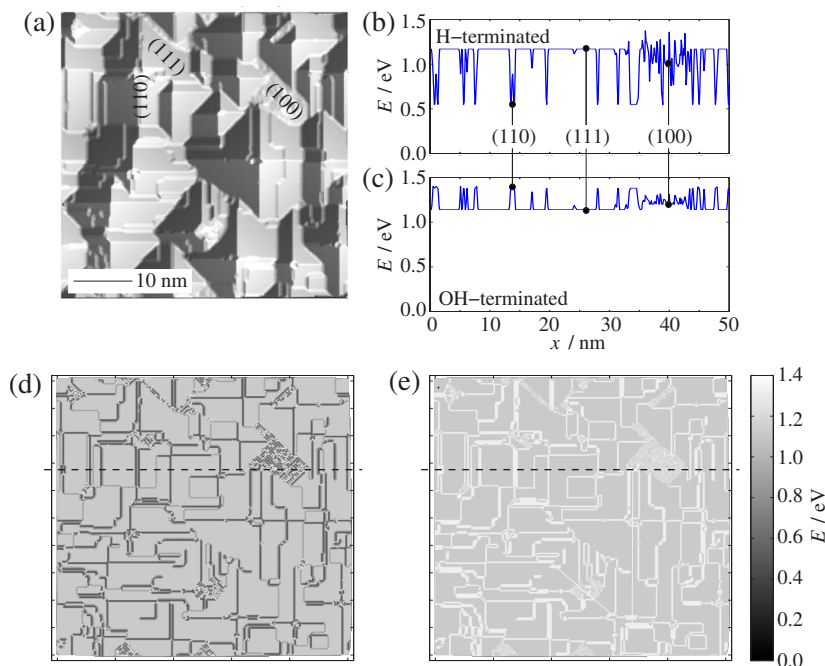 (a)
(111)
(110)
(100)
10 nm
(b)
1.5
1.0
0.5
0.0
E / eV
H−terminated
(110)
(111)
(100)
(c)
1.5
1.0
0.5
0.0
E / eV
OH−terminated
0
10
20
30
40
50
x / nm
(d)
(e)
1.4
1.2
1.0
0.8
0.6
0.4
0.2
0.0
E / eV